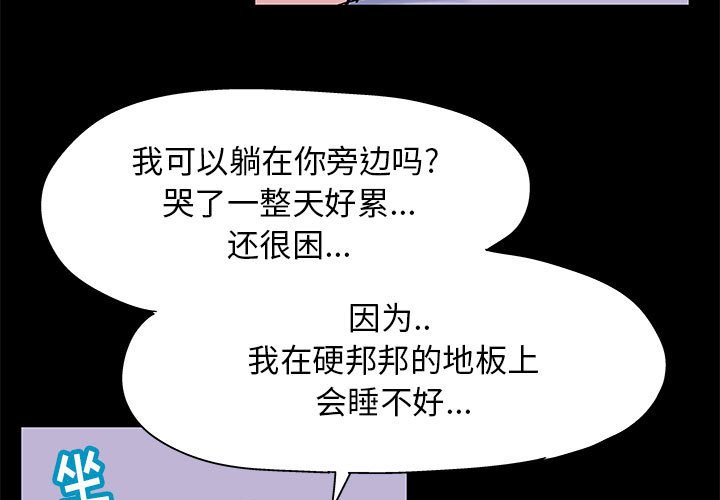 我可以躺在你旁边吗?
哭了一整天好累...
还很困...
因为..
我在硬邦邦的地板上
会睡不好...
坐